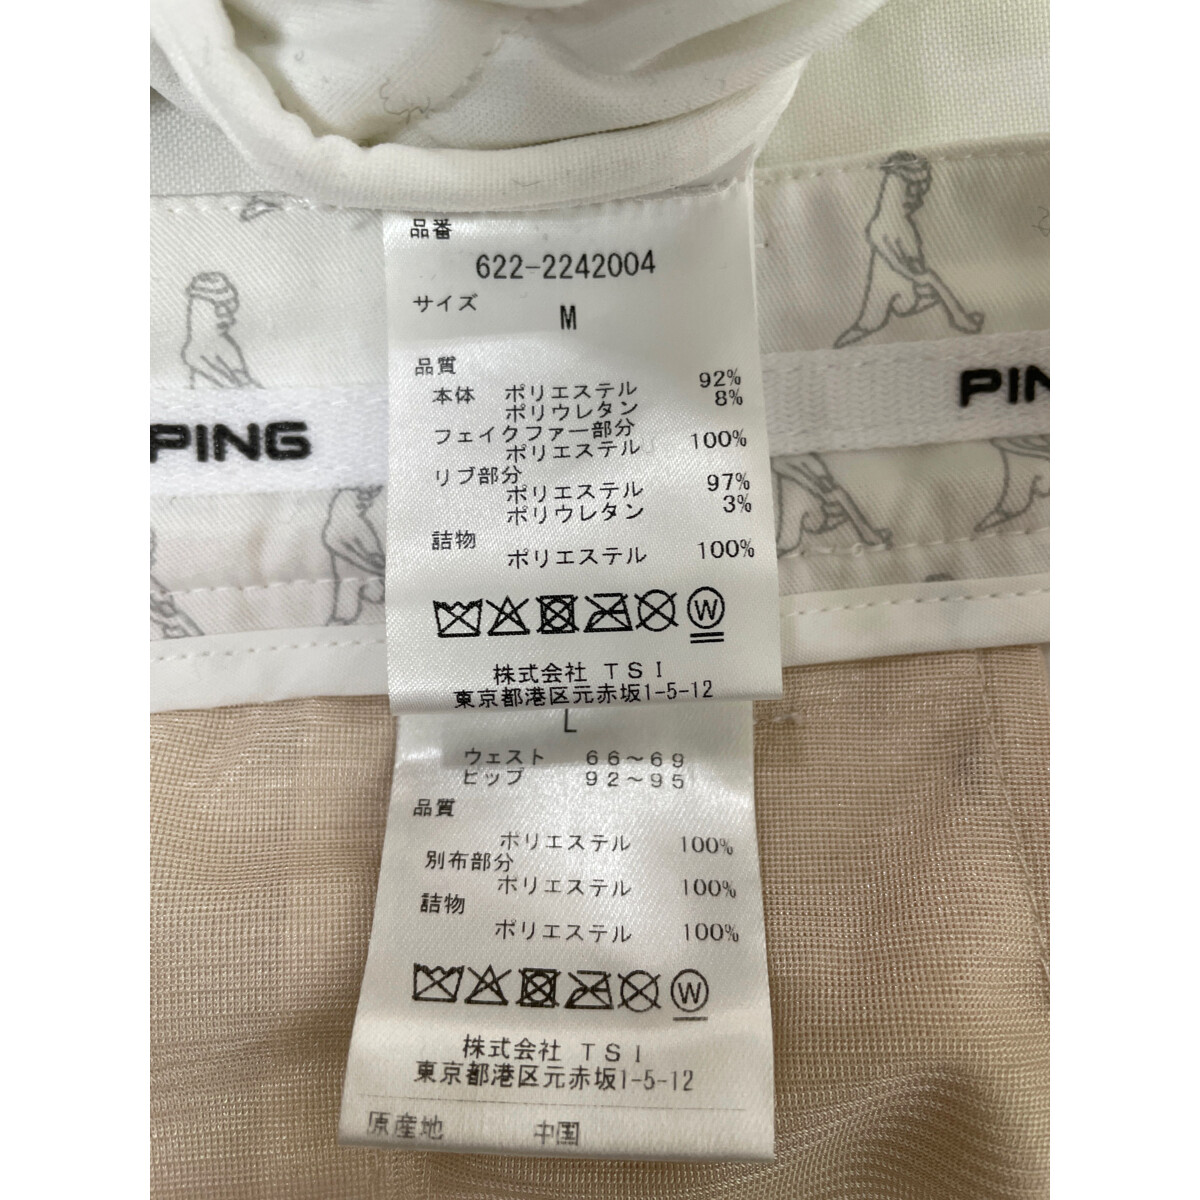 品番
622-2242004
サイズ
M
品質
本体 ポリエステル 92%
ポリウレタン 8%
フェイクファー部分
ポリエステル 100%
リブ部分
ポリエステル 97%
ポリウレタン 3%
詰物
ポリエステル 100%
W
株式会社 TSI
東京都港区元赤坂1-5-12
PING
PIN
L
ウェスト 66~69
ヒップ 92~95
品質
ポリエステル 100%
別布部分
ポリエステル 100%
詰物
ポリエステル 100%
W
株式会社 TSI
東京都港区元赤坂1-5-12
原産地 中国